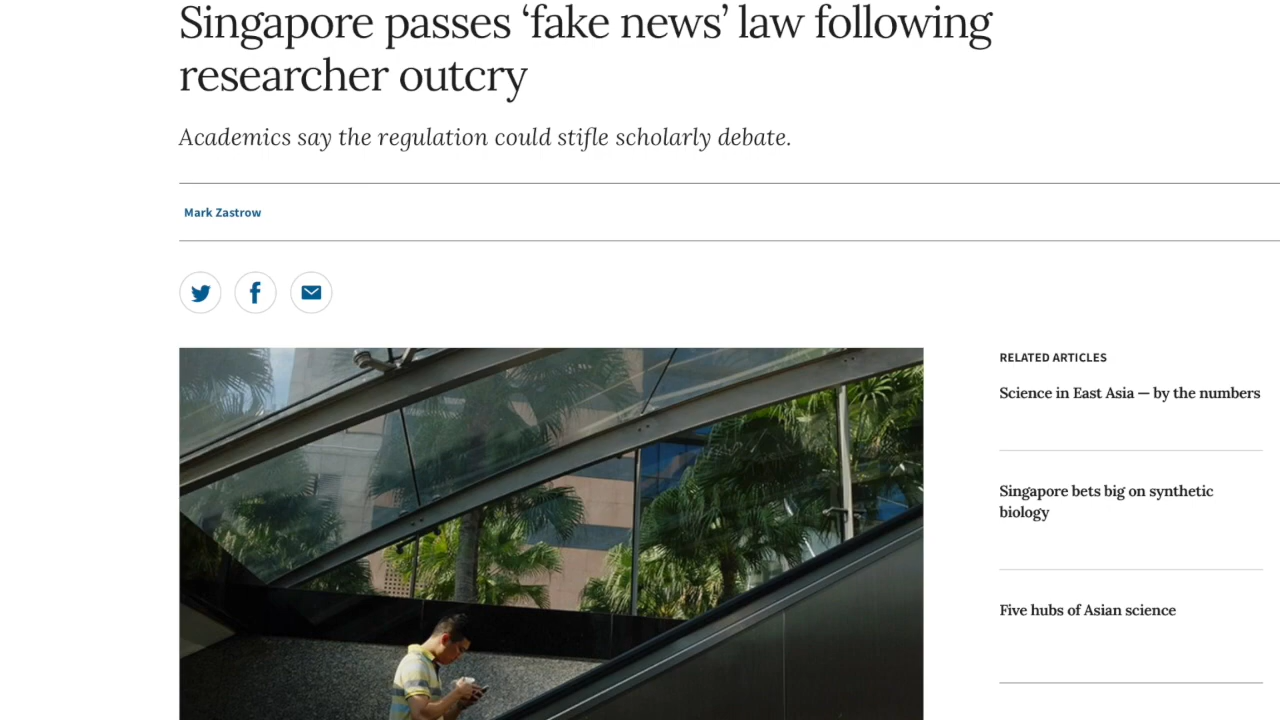 Singapore passes ‘fake news’ law following
researcher outcry
Academics say the regulation could stifle scholarly debate.
Mark Zastrow
RELATED ARTICLES
Science in East Asia — by the numbers
Singapore bets big on synthetic
biology
Five hubs of Asian science